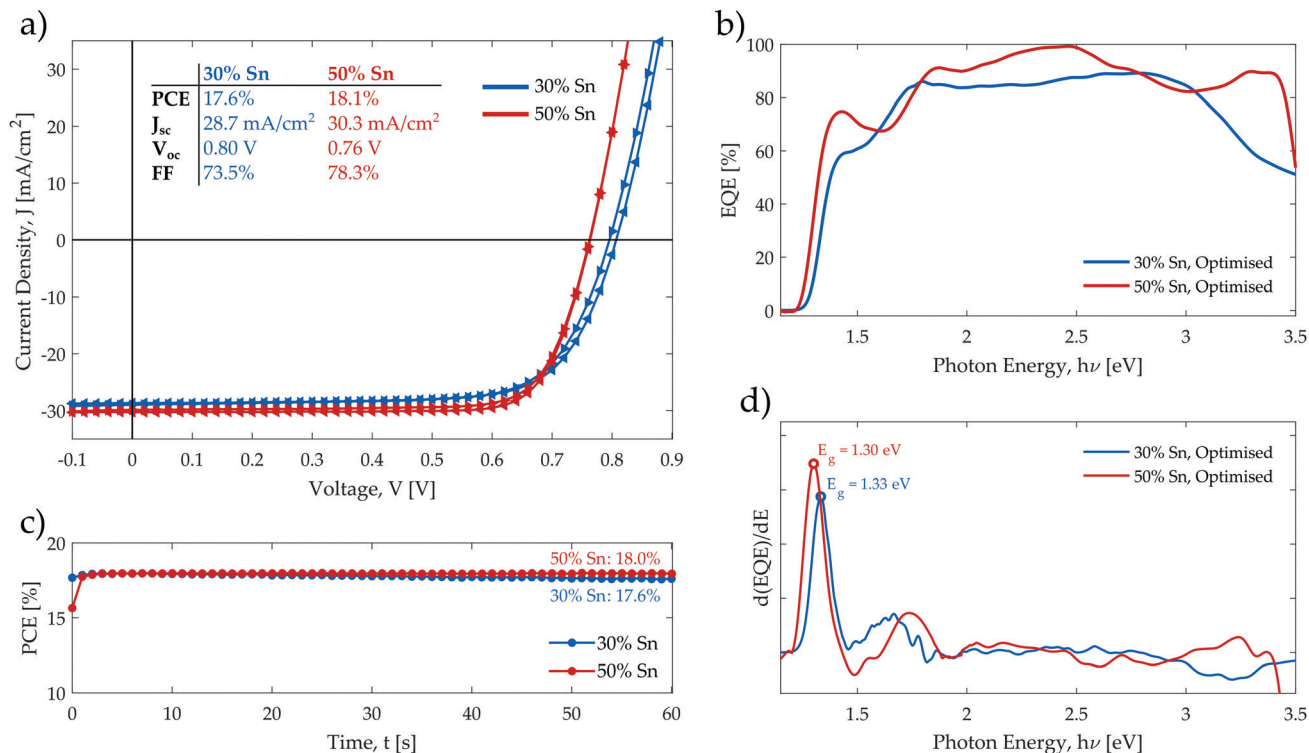 a)
30% Sn 50% Sn
PCE 17.6% 18.1%
J_sc 28.7 mA/cm² 30.3 mA/cm²
V_oc 0.80 V 0.76 V
FF 73.5% 78.3%
30% Sn
50% Sn
30
20
10
0
-10
-20
-30
Current Density, J [mA/cm²]
-0.1 0 0.1 0.2 0.3 0.4 0.5 0.6 0.7 0.8 0.9
Voltage, V [V]
b)
100
80
60
40
20
0
EQE [%]
30% Sn, Optimised
50% Sn, Optimised
1.5 2 2.5 3 3.5
Photon Energy, hν [eV]
c)
20
15
10
PCE [%]
50% Sn: 18.0%
30% Sn: 17.6%
30% Sn
50% Sn
0 10 20 30 40 50 60
Time, t [s]
d)
E_g = 1.30 eV
E_g = 1.33 eV
30% Sn, Optimised
50% Sn, Optimised
d(EQE)/dE
1.5 2 2.5 3 3.5
Photon Energy, hν [eV]